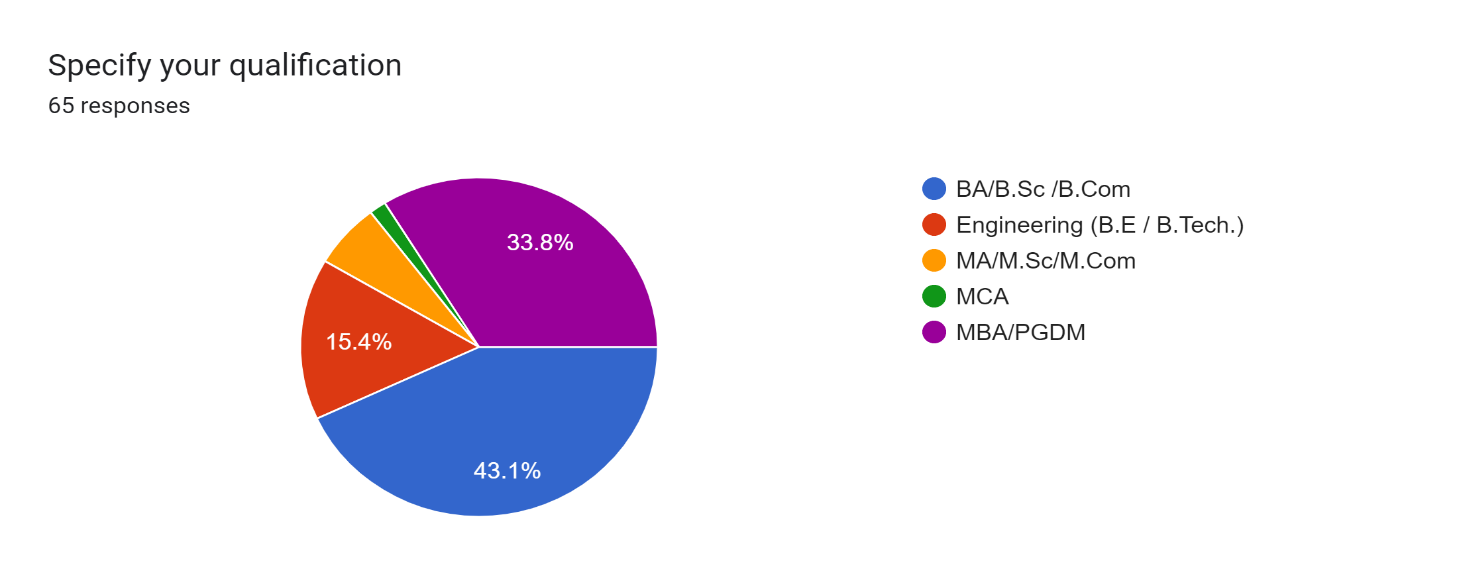 Specify your qualification
65 responses
33.8%
15.4%
43.1%
BA/B.Sc /B.Com
Engineering (B.E / B.Tech.)
MA/M.Sc/M.Com
MCA
MBA/PGDM